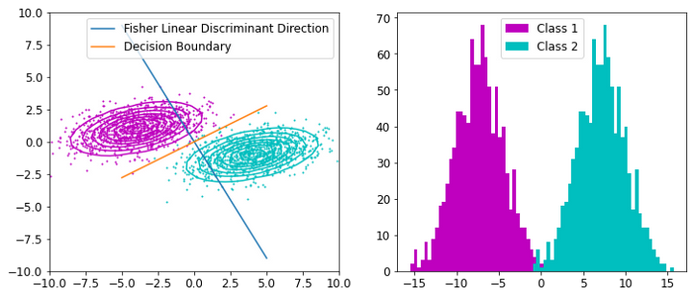 10.0
7.5
5.0
2.5
0.0
−2.5
−5.0
−7.5
−10.0
−10.0 −7.5 −5.0 −2.5 0.0 2.5 5.0 7.5 10.0
Fisher Linear Discriminant Direction
Decision Boundary
70
60
50
40
30
20
10
0
−15 −10 −5 0 5 10 15
Class 1
Class 2